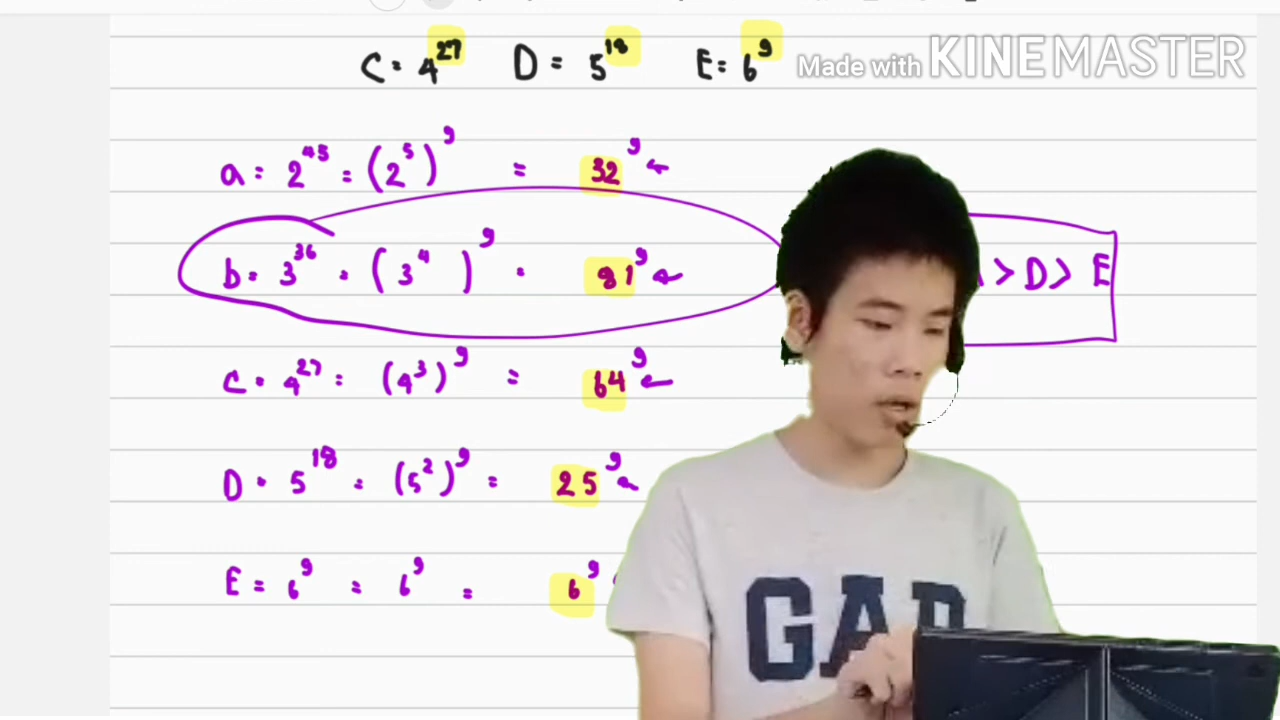 C = 4^27 D = 5^18 E = 6^9
Made with KINEMASTER
a = 2^45 = (2^5)^9 = 32^9 ←
b = 3^36 = (3^4)^9 = 81^9 ←
> D > E
C = 4^27 = (4^3)^9 = 64^9 ←
D = 5^18 = (5^2)^9 = 25^9 ←
E = 6^9 = 6^9 = 6^9
GAP